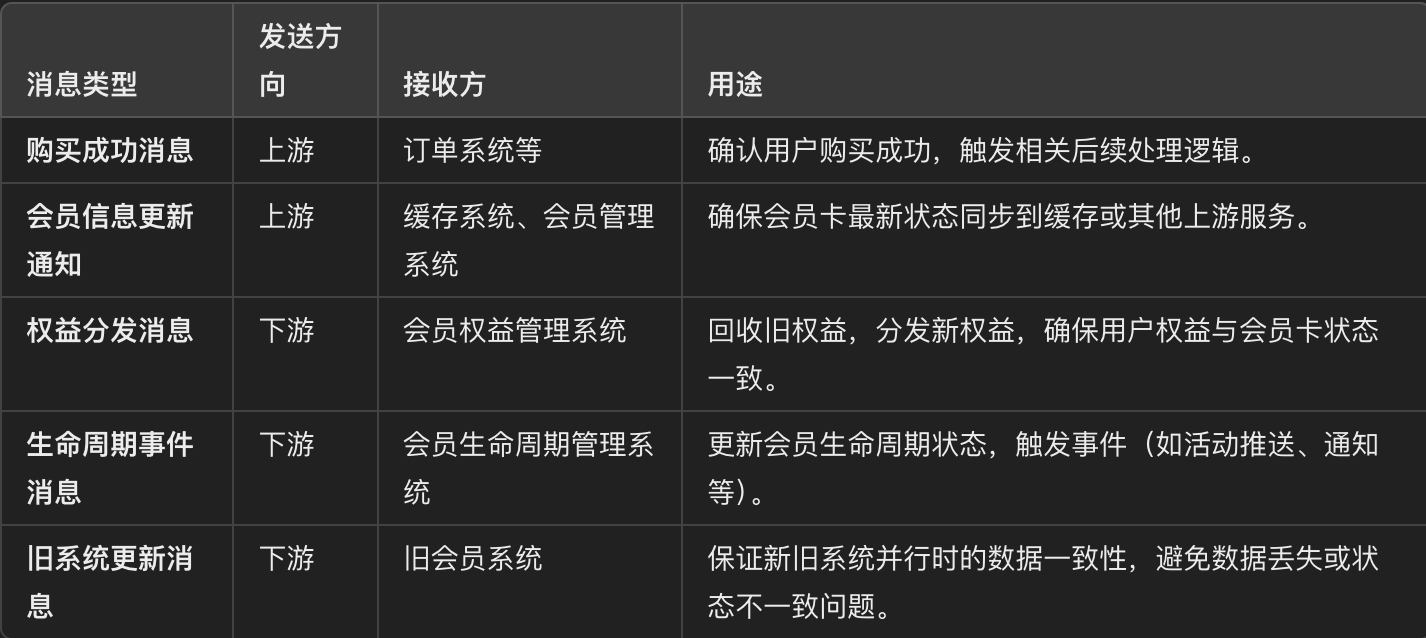 消息类型
发送方
向
接收方
用途
购买成功消息
上游
订单系统等
确认用户购买成功，触发相关后续处理逻辑。
会员信息更新
通知
上游
缓存系统、会员管理
系统
确保会员卡最新状态同步到缓存或其他上游服务。
权益分发消息
下游
会员权益管理系统
回收旧权益，分发新权益，确保用户权益与会员卡状态
一致。
生命周期事件
消息
下游
会员生命周期管理系
统
更新会员生命周期状态，触发事件（如活动推送、通知
等）。
旧系统更新消
息
下游
旧会员系统
保证新旧系统并行时的数据一致性，避免数据丢失或状
态不一致问题。